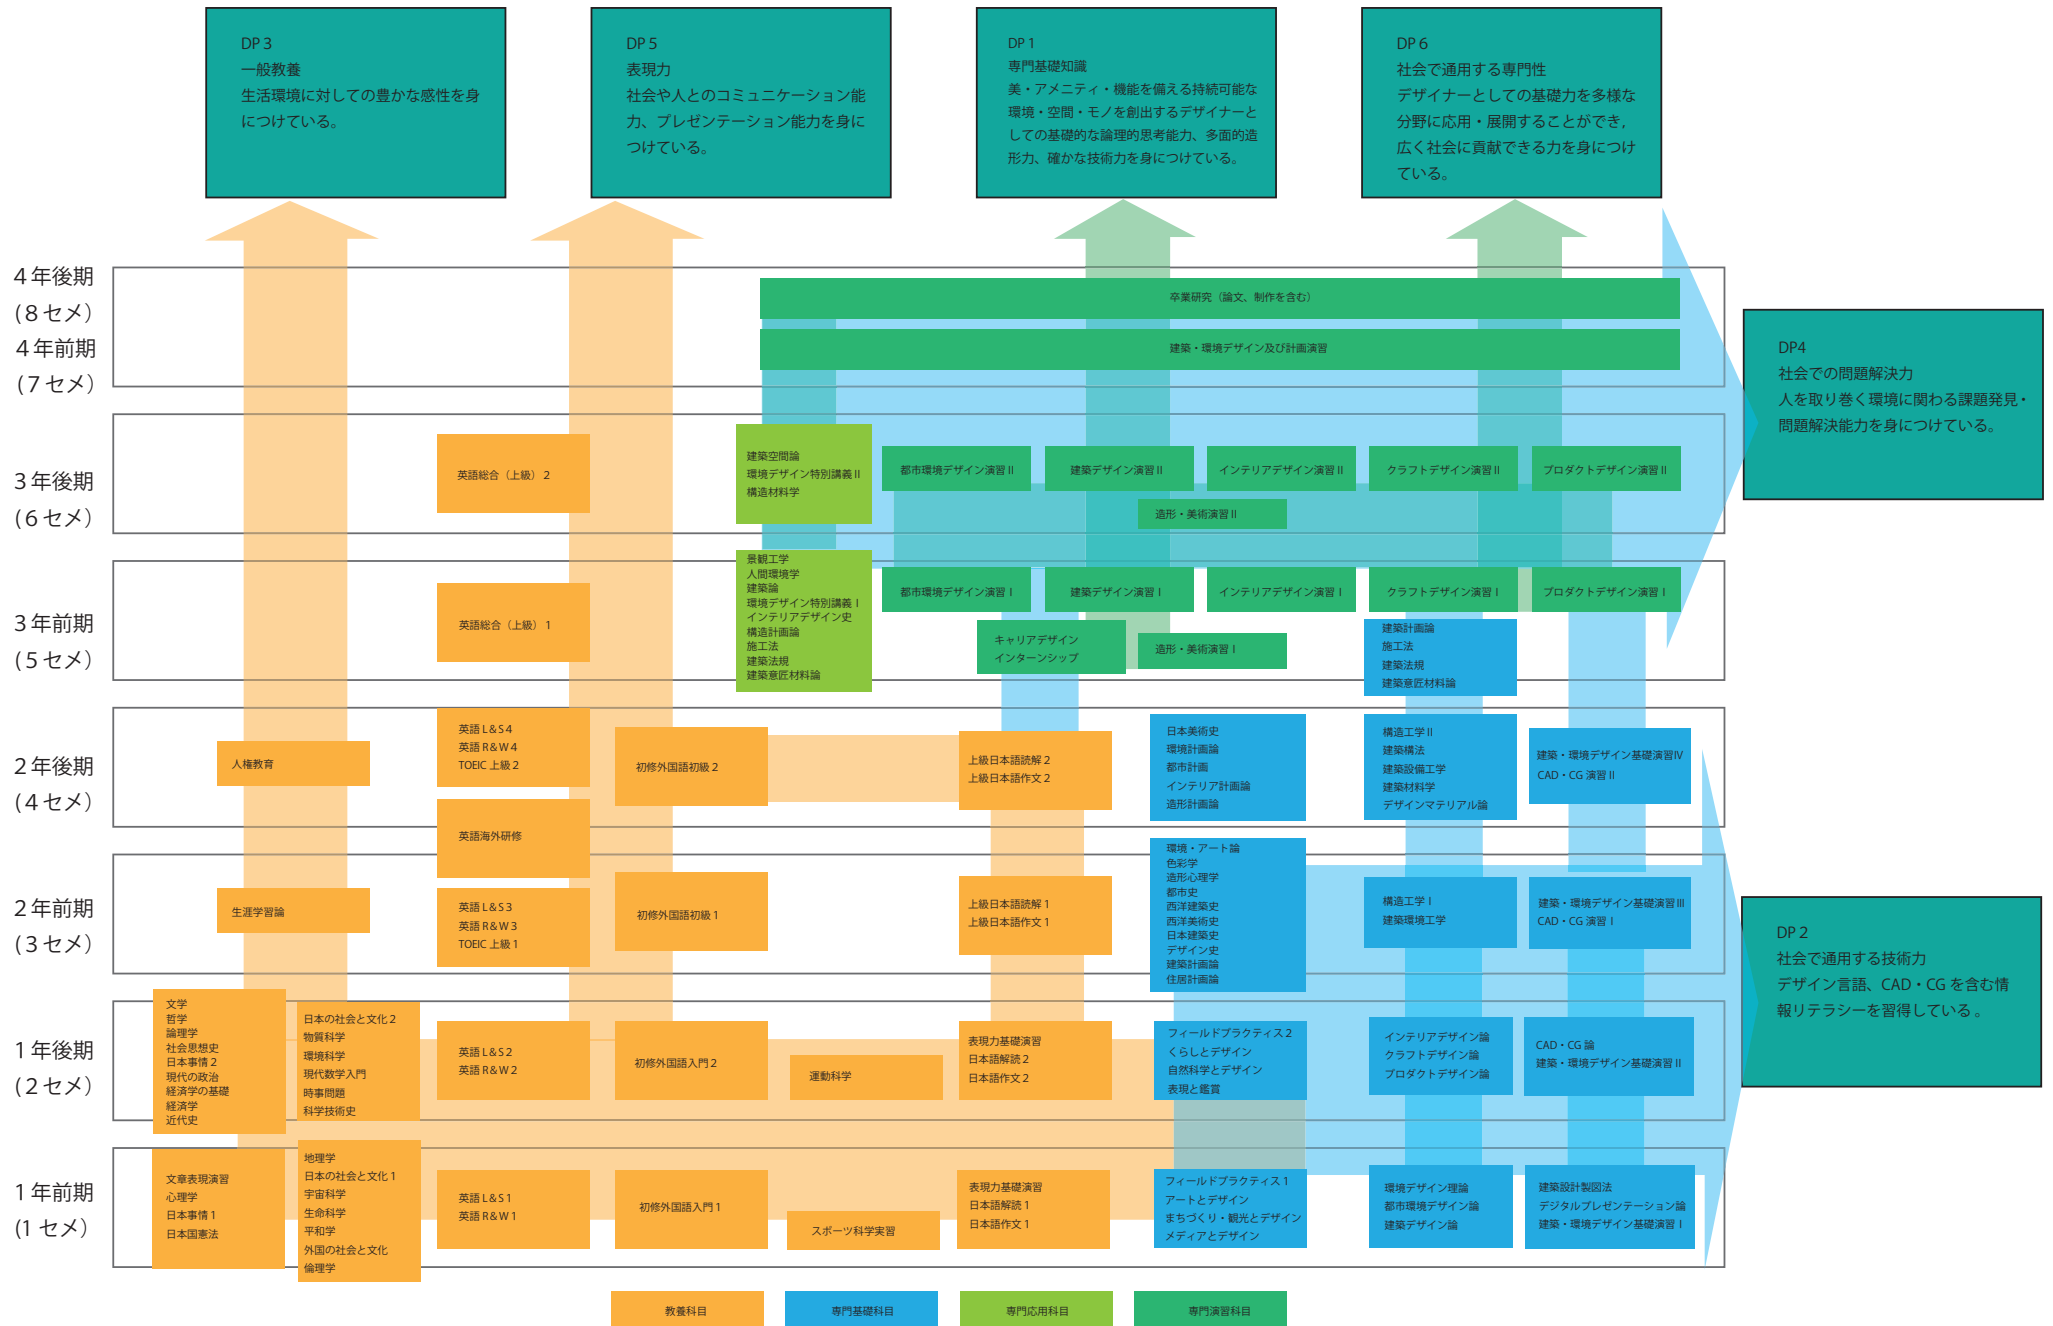 DP 3
一般教養
生活環境に対しての豊かな感性を身
につけている。
DP 5
表現力
社会や人とのコミュニケーション能
力、プレゼンテーション能力を身に
つけている。
DP 1
専門基礎知識
美・アメニティ・機能を備える持続可能な
環境・空間・モノを創出するデザイナーと
しての基礎的な論理的思考能力、多面的造
形力、確かな技術力を身につけている。
DP 6
社会で通用する専門性
デザイナーとしての基礎力を多様な
分野に応用・展開することができ,
広く社会に貢献できる力を身につけ
ている。
4年後期
(8セメ)
4年前期
(7セメ)
卒業研究(論文、制作を含む)
建築・環境デザイン及び計画演習
DP4
社会での問題解決力
人を取り巻く環境に関わる課題発見・
問題解決能力を身につけている。
3年後期
(6セメ)
英語総合(上級)2
建築空間論
環境デザイン特別講義Ⅱ
構造材料学
都市環境デザイン演習Ⅱ
建築デザイン演習Ⅱ
インテリアデザイン演習Ⅱ
クラフトデザイン演習Ⅱ
プロダクトデザイン演習Ⅱ
造形・美術演習Ⅱ
3年前期
(5セメ)
英語総合(上級)1
景観工学
人間環境学
建築論
環境デザイン特別講義Ⅰ
インテリアデザイン史
構造計画論
施工法
建築法規
建築意匠材料論
都市環境デザイン演習Ⅰ
建築デザイン演習Ⅰ
インテリアデザイン演習Ⅰ
クラフトデザイン演習Ⅰ
プロダクトデザイン演習Ⅰ
キャリアデザイン
インターンシップ
造形・美術演習Ⅰ
建築計画論
施工法
建築法規
建築意匠材料論
2年後期
(4セメ)
人権教育
英語 L&S4
英語 R&W4
TOEIC 上級2
初修外国語初級2
上級日本語読解2
上級日本語作文2
日本美術史
環境計画論
都市計画
インテリア計画論
造形計画論
構造工学Ⅱ
建築構法
建築設備工学
建築材料学
デザインマテリアル論
建築・環境デザイン基礎演習Ⅳ
CAD・CG 演習Ⅱ
英語海外研修
2年前期
(3セメ)
生涯学習論
英語 L&S3
英語 R&W3
TOEIC 上級1
初修外国語初級1
上級日本語読解1
上級日本語作文1
環境・アート論
色彩学
造形心理学
都市史
西洋建築史
西洋美術史
日本建築史
デザイン史
建築計画論
住居計画論
構造工学Ⅰ
建築環境工学
建築・環境デザイン基礎演習Ⅲ
CAD・CG 演習Ⅰ
DP 2
社会で通用する技術力
デザイン言語、CAD・CG を含む情
報リテラシーを習得している。
1年後期
(2セメ)
文学
哲学
論理学
社会思想史
日本事情2
現代の政治
経済学の基礎
経済学
近代史
日本の社会と文化2
物質科学
環境科学
現代数学入門
時事問題
科学技術史
英語 L&S2
英語 R&W2
初修外国語入門2
運動科学
表現力基礎演習
日本語解読2
日本語作文2
フィールドプラクティス2
くらしとデザイン
自然科学とデザイン
表現と鑑賞
インテリアデザイン論
クラフトデザイン論
プロダクトデザイン論
CAD・CG 論
建築・環境デザイン基礎演習Ⅱ
1年前期
(1セメ)
文章表現演習
心理学
日本事情1
日本国憲法
地理学
日本の社会と文化1
宇宙科学
生命科学
平和学
外国の社会と文化
倫理学
英語 L&S1
英語 R&W1
初修外国語入門1
スポーツ科学実習
表現力基礎演習
日本語解読1
日本語作文1
フィールドプラクティス1
アートとデザイン
まちづくり・観光とデザイン
メディアとデザイン
環境デザイン理論
都市環境デザイン論
建築デザイン論
建築設計製図法
デジタルプレゼンテーション論
建築・環境デザイン基礎演習Ⅰ
教養科目
専門基礎科目
専門応用科目
専門演習科目